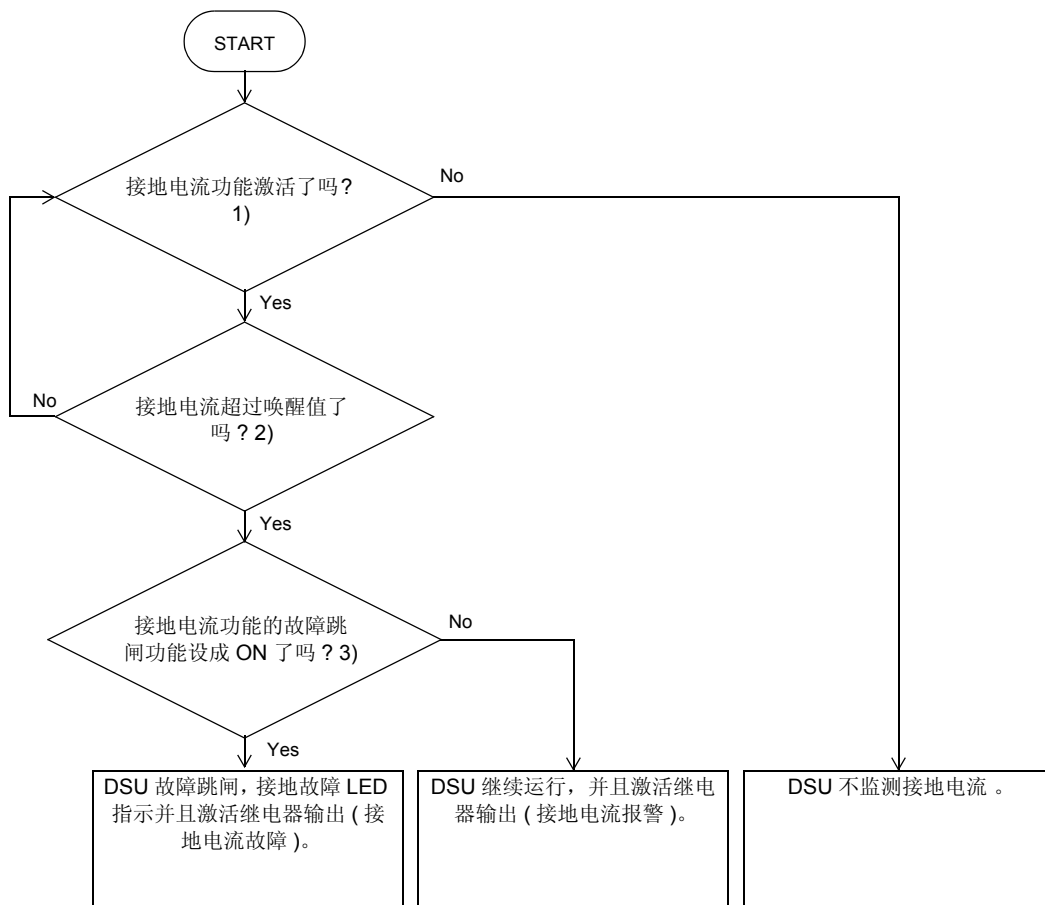 START
接地电流功能激活了吗?
1)
No
Yes
接地电流超过唤醒值了
吗 ? 2)
No
Yes
接地电流功能的故障跳
闸功能设成 ON 了吗 ? 3)
No
Yes
DSU 故障跳闸，接地故障 LED
指示并且激活继电器输出 ( 接
地电流故障 )。
DSU 继续运行，并且激活继电
器输出 ( 接地电流报警 )。
DSU 不监测接地电流 。